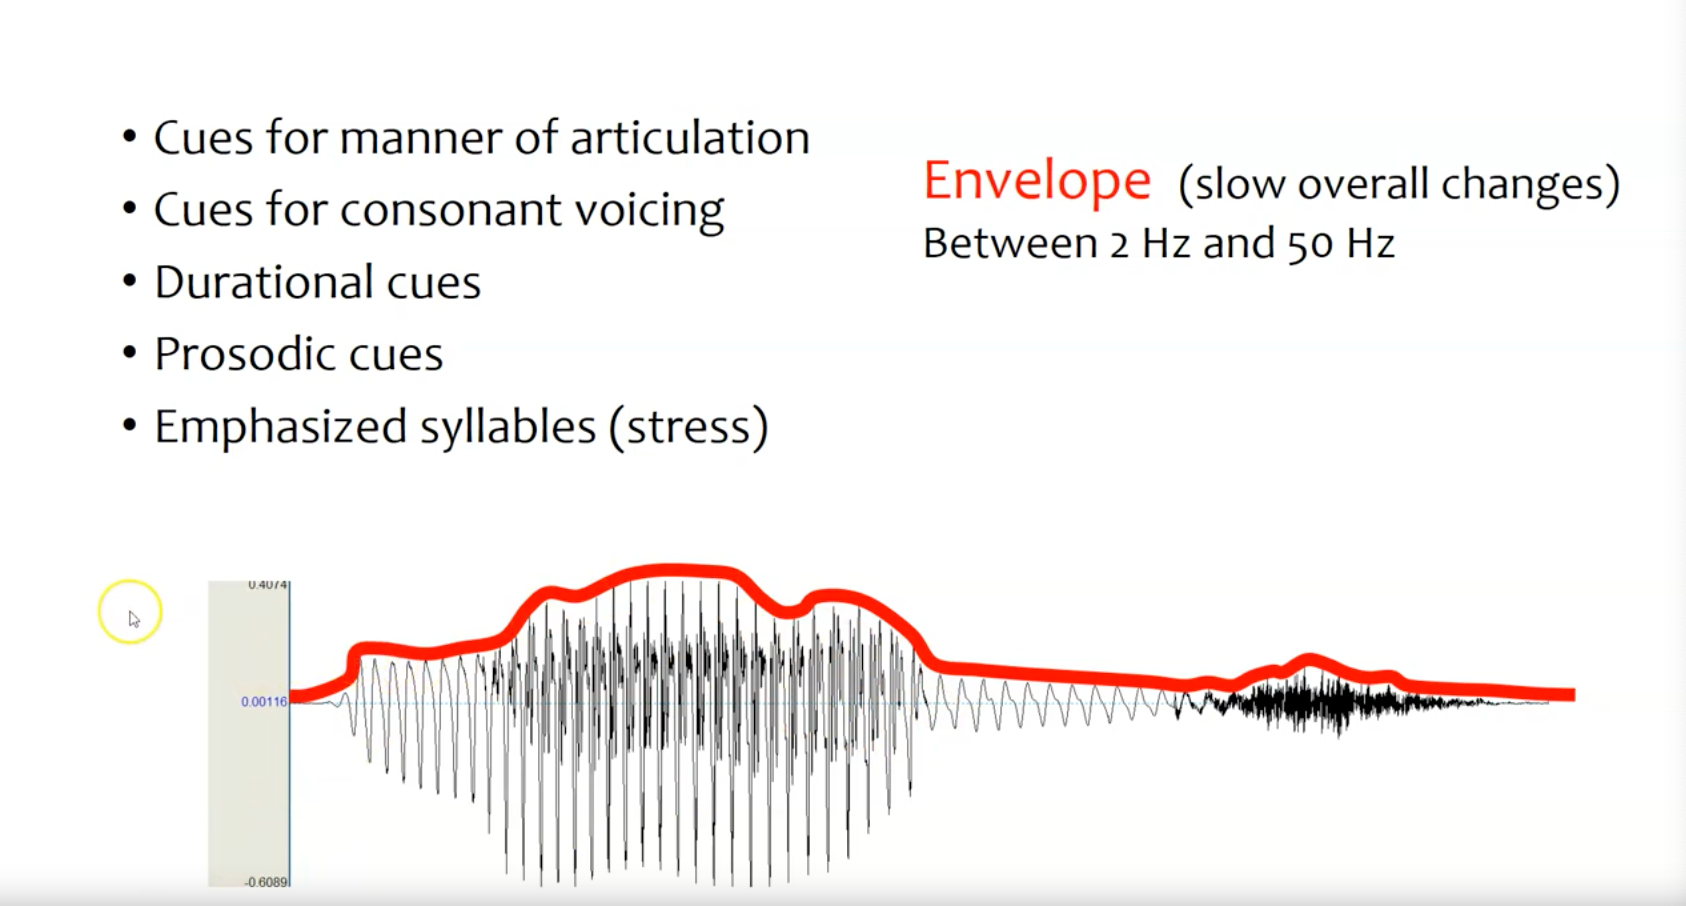 • Cues for manner of articulation
• Cues for consonant voicing
• Durational cues
• Prosodic cues
• Emphasized syllables (stress)
Envelope (slow overall changes)
Between 2 Hz and 50 Hz
0.4074
0.00116
-0.6089